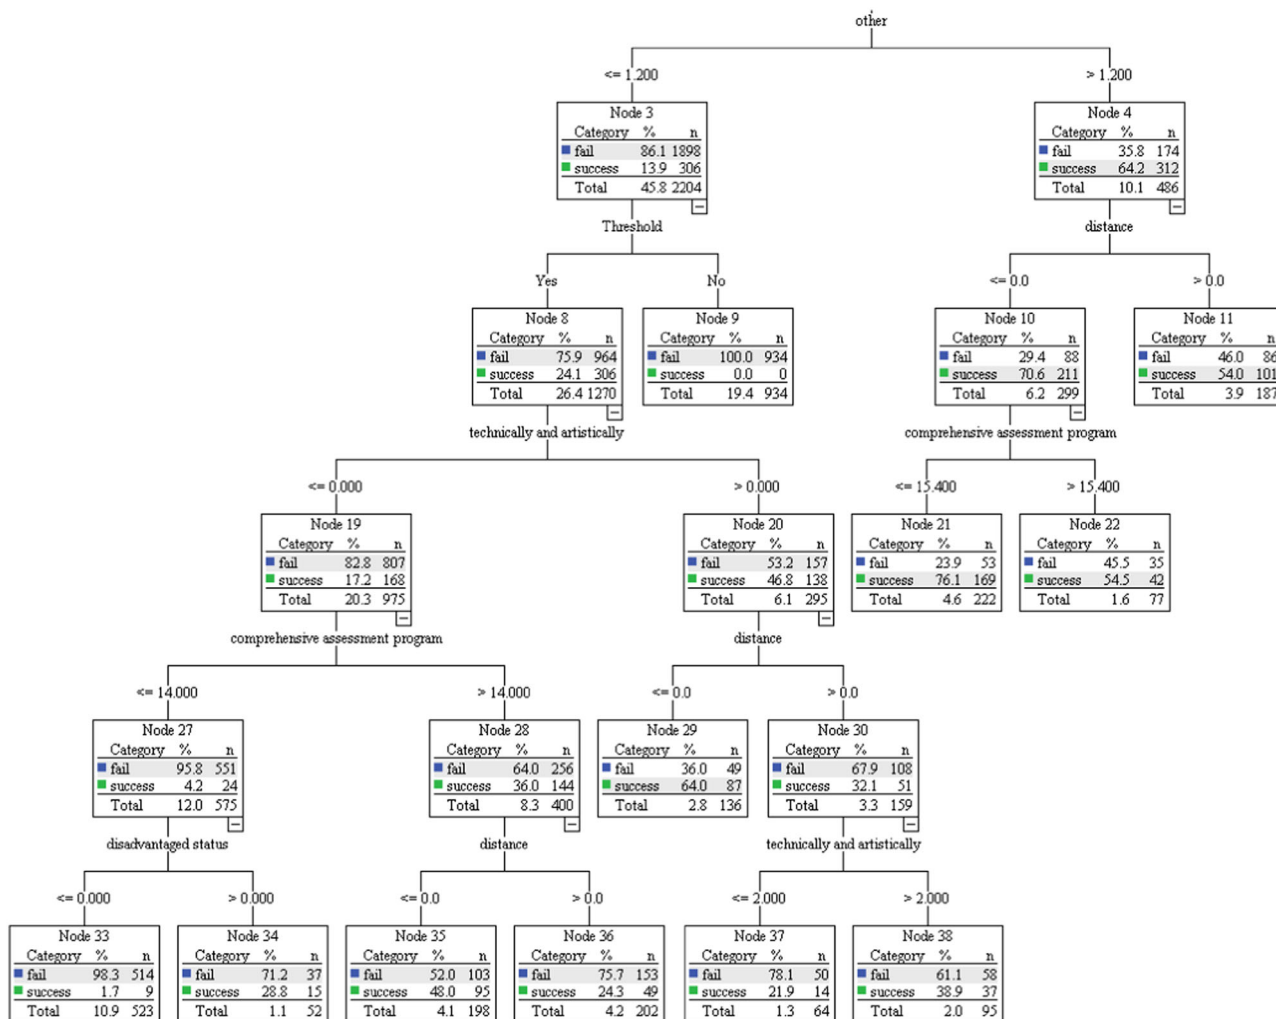 other
<= 1.200
> 1.200
Node 3
Category % n
fail 86.1 1898
success 13.9 306
Total 45.8 2204
Node 4
Category % n
fail 35.8 174
success 64.2 312
Total 10.1 486
Threshold
distance
Yes
No
<= 0.0
> 0.0
Node 8
Category % n
fail 75.9 964
success 24.1 306
Total 26.4 1270
Node 9
Category % n
fail 100.0 934
success 0.0 0
Total 19.4 934
Node 10
Category % n
fail 29.4 88
success 70.6 211
Total 6.2 299
Node 11
Category % n
fail 46.0 86
success 54.0 101
Total 3.9 187
technically and artistically
comprehensive assessment program
<= 0.000
> 0.000
<= 15.400
> 15.400
Node 19
Category % n
fail 82.8 807
success 17.2 168
Total 20.3 975
Node 20
Category % n
fail 53.2 157
success 46.8 138
Total 6.1 295
Node 21
Category % n
fail 23.9 53
success 76.1 169
Total 4.6 222
Node 22
Category % n
fail 45.5 35
success 54.5 42
Total 1.6 77
comprehensive assessment program
distance
<= 14.000
> 14.000
<= 0.0
> 0.0
Node 27
Category % n
fail 95.8 551
success 4.2 24
Total 12.0 575
Node 28
Category % n
fail 64.0 256
success 36.0 144
Total 8.3 400
Node 29
Category % n
fail 36.0 49
success 64.0 87
Total 2.8 136
Node 30
Category % n
fail 67.9 108
success 32.1 51
Total 3.3 159
disadvantaged status
distance
technically and artistically
<= 0.000
> 0.000
<= 0.0
> 0.0
<= 2.000
> 2.000
Node 33
Category % n
fail 98.3 514
success 1.7 9
Total 10.9 523
Node 34
Category % n
fail 71.2 37
success 28.8 15
Total 1.1 52
Node 35
Category % n
fail 52.0 103
success 48.0 95
Total 4.1 198
Node 36
Category % n
fail 75.7 153
success 24.3 49
Total 4.2 202
Node 37
Category % n
fail 78.1 50
success 21.9 14
Total 1.3 64
Node 38
Category % n
fail 61.1 58
success 38.9 37
Total 2.0 95